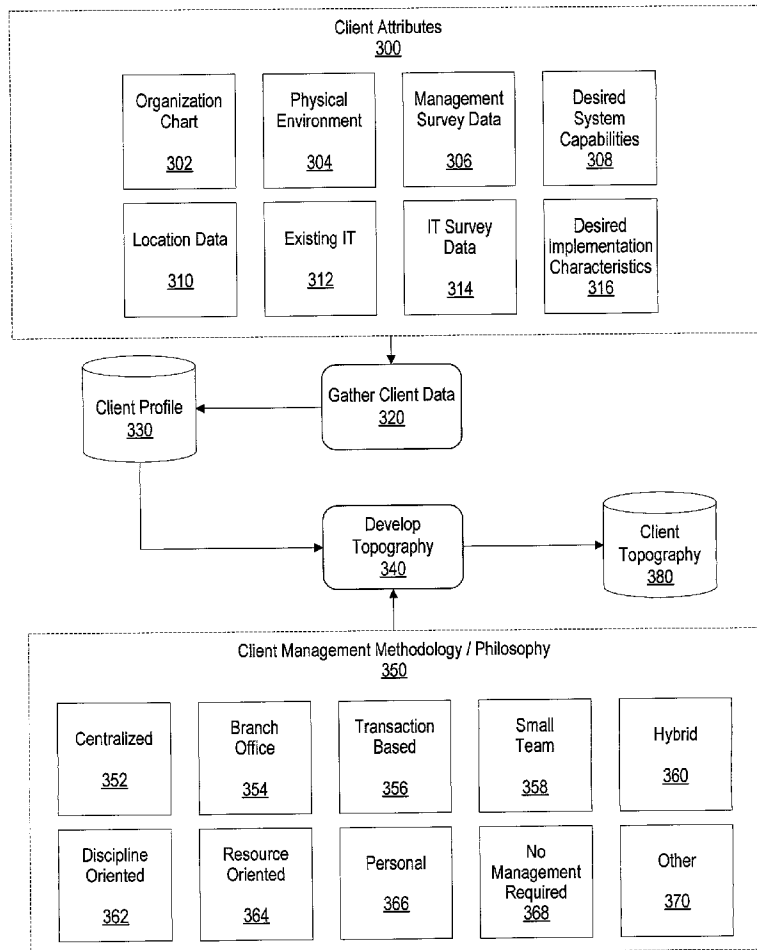 Client Attributes
300
Organization
Chart
302
Physical
Environment
304
Management
Survey Data
306
Desired
System
Capabilities
308
Location Data
310
Existing IT
312
IT Survey
Data
314
Desired
Implementation
Characteristics
316
Client Profile
330
Gather Client Data
320
Develop
Topography
340
Client
Topography
380
Client Management Methodology / Philosophy
350
Centralized
352
Branch
Office
354
Transaction
Based
356
Small
Team
358
Hybrid
360
Discipline
Oriented
362
Resource
Oriented
364
Personal
366
No
Management
Required
368
Other
370